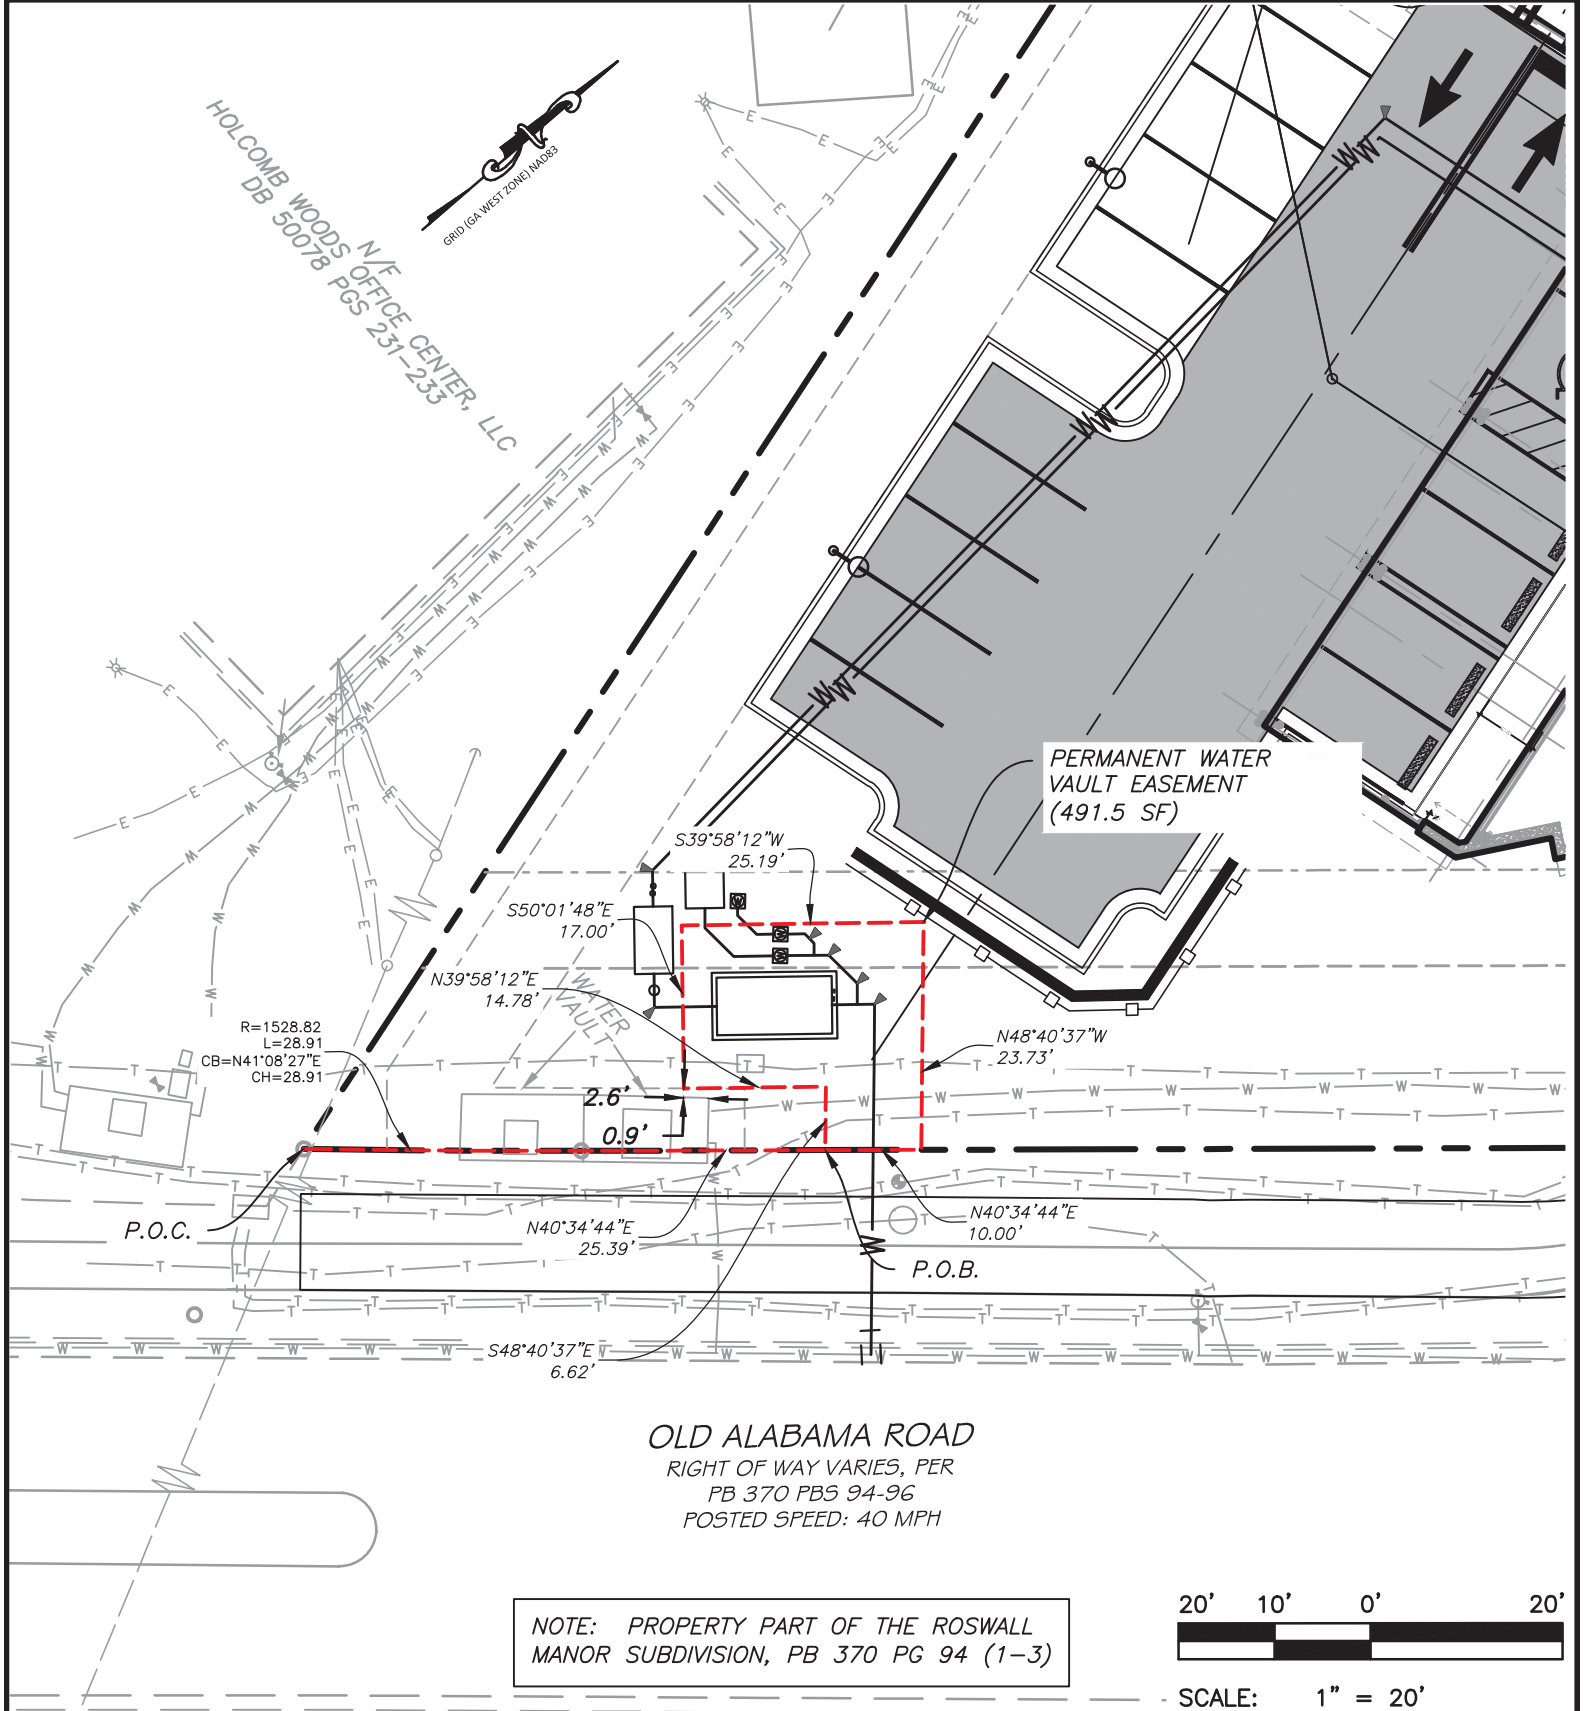 GRID (GA WEST ZONE) NAD83
N/F
HOLCOMB WOODS OFFICE CENTER, LLC
DB 50078 PGS 231-233
PERMANENT WATER
VAULT EASEMENT
(491.5 SF)
S39°58'12"W
25.19'
S50°01'48"E
17.00'
N39°58'12"E
14.78'
WATER
VAULT
R=1528.82
L=28.91
CB=N41°08'27"E
CH=28.91
N48°40'37"W
23.73'
2.6'
0.9'
P.O.C.
N40°34'44"E
25.39'
N40°34'44"E
10.00'
P.O.B.
S48°40'37"E
6.62'
OLD ALABAMA ROAD
RIGHT OF WAY VARIES, PER
PB 370 PBS 94-96
POSTED SPEED: 40 MPH
NOTE: PROPERTY PART OF THE ROSWALL
MANOR SUBDIVISION, PB 370 PG 94 (1-3)
20' 10' 0' 20'
SCALE: 1" = 20'